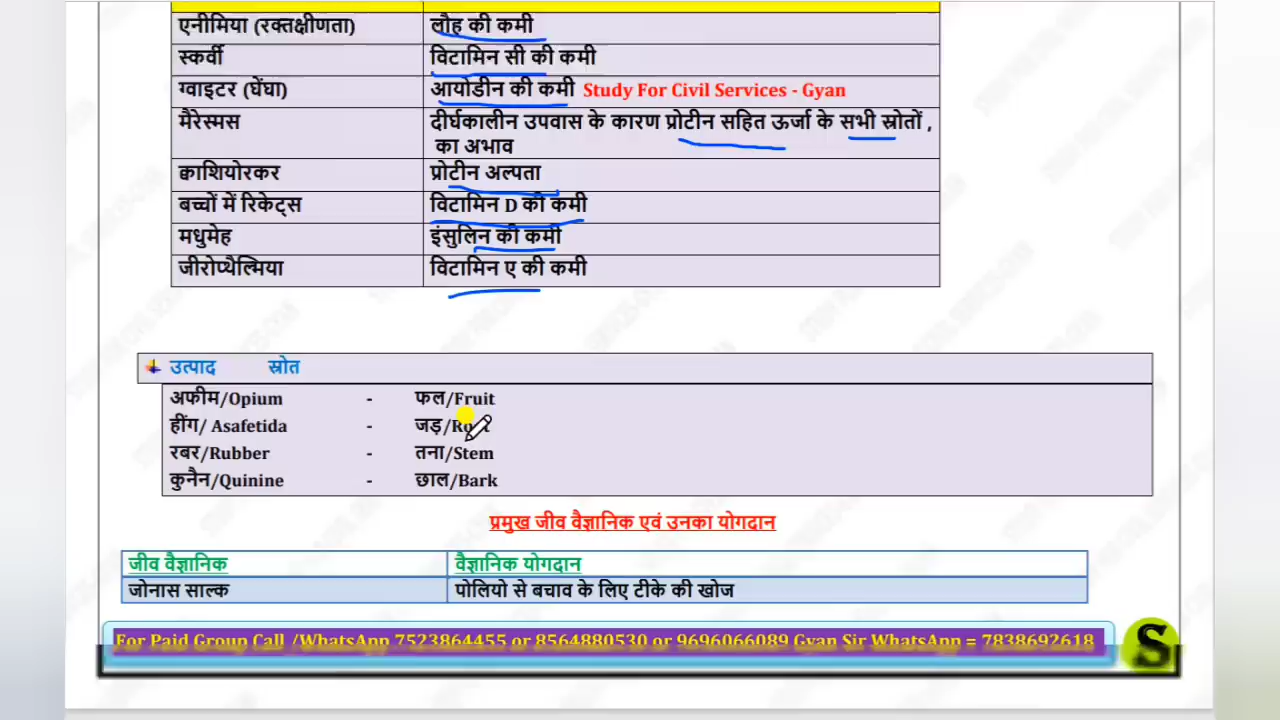 एनीमिया (रक्तक्षीणता) लौह की कमी
स्कर्वी विटामिन सी की कमी
ग्वाइटर (घेंघा) आयोडीन की कमी Study For Civil Services - Gyan
मैरेस्मस दीर्घकालीन उपवास के कारण प्रोटीन सहित ऊर्जा के सभी स्रोतों ,
का अभाव
क्वाशियोरकर प्रोटीन अल्पता
बच्चों में रिकेट्स विटामिन D की कमी
मधुमेह इंसुलिन की कमी
जीरोप्थैल्मिया विटामिन ए की कमी
उत्पाद स्रोत
अफीम/Opium - फल/Fruit
हींग/ Asafetida - जड़/Root
रबर/Rubber - तना/Stem
कुनैन/Quinine - छाल/Bark
प्रमुख जीव वैज्ञानिक एवं उनका योगदान
जीव वैज्ञानिक वैज्ञानिक योगदान
जोनास साल्क पोलियो से बचाव के लिए टीके की खोज
For Paid Group Call /WhatsApp 7523864455 or 8564880530 or 9696066089 Gyan Sir WhatsApp = 7838692618
S